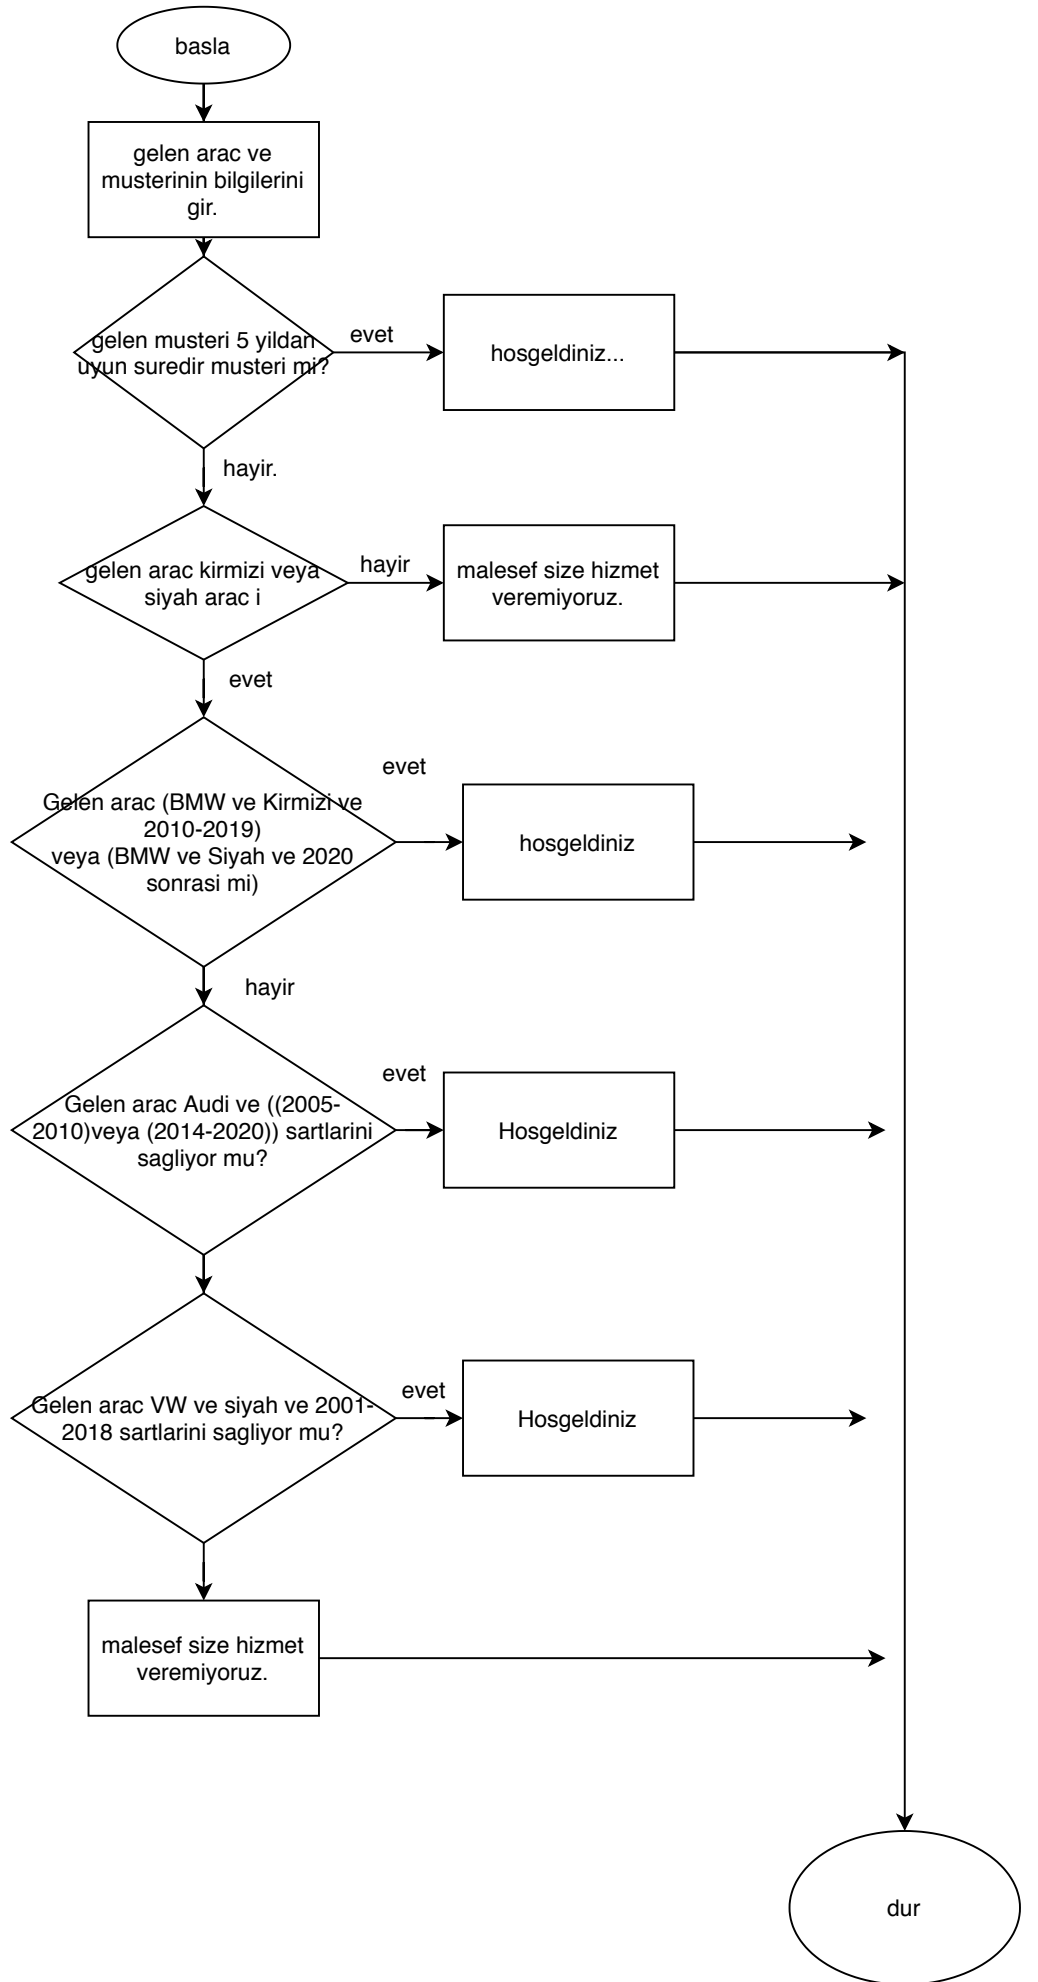 basla
gelen arac ve
musterinin bilgilerini
gir.
gelen musteri 5 yildan
uyun suredir musteri mi?
evet
hosgeldiniz...
hayir.
gelen arac kirmizi veya
siyah arac i
hayir
malesef size hizmet
veremiyoruz.
evet
Gelen arac (BMW ve Kirmizi ve
2010-2019)
veya (BMW ve Siyah ve 2020
sonrasi mi)
evet
hosgeldiniz
hayir
Gelen arac Audi ve ((2005-
2010)veya (2014-2020)) sartlarini
sagliyor mu?
evet
Hosgeldiniz
Gelen arac VW ve siyah ve 2001-
2018 sartlarini sagliyor mu?
evet
Hosgeldiniz
malesef size hizmet
veremiyoruz.
dur